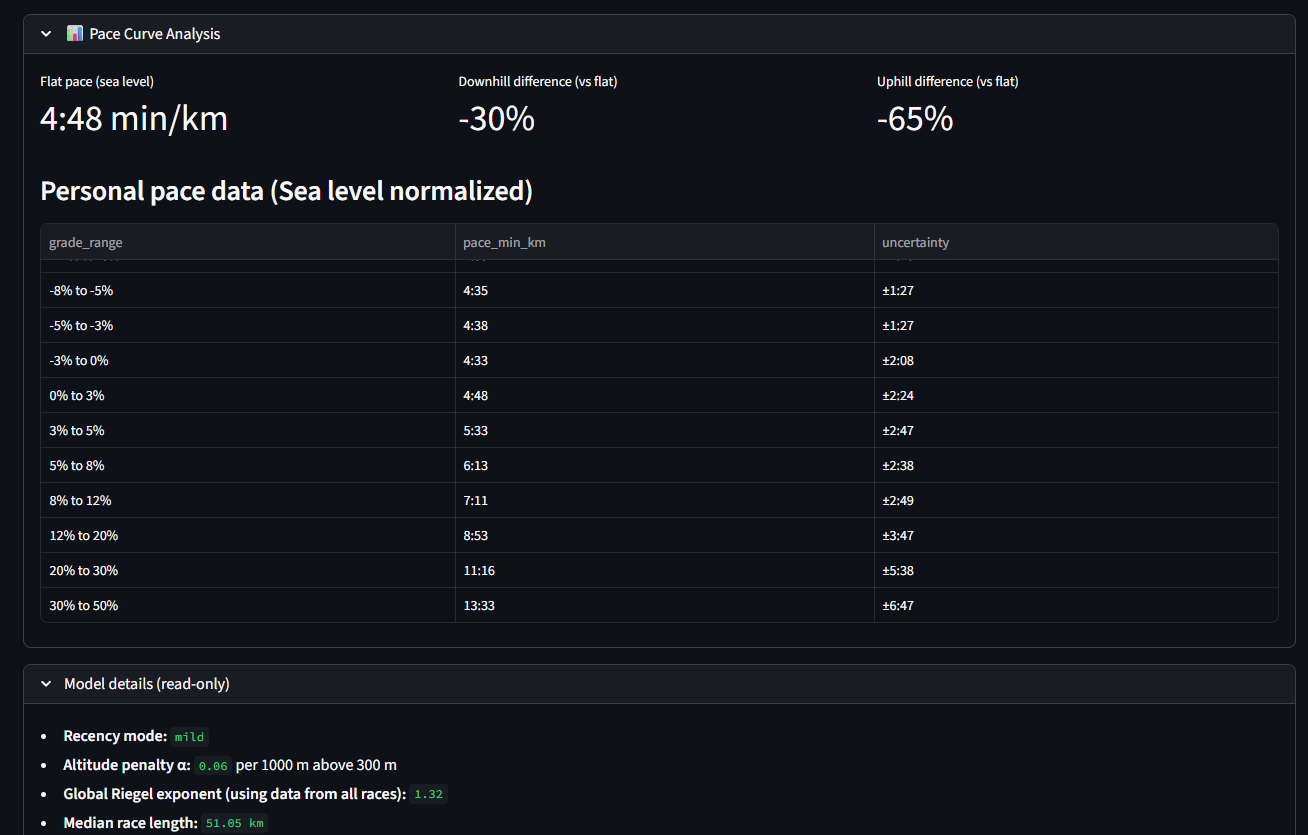 Pace Curve Analysis
Flat pace (sea level) Downhill difference (vs flat) Uphill difference (vs flat)
4:48 min/km -30% -65%
Personal pace data (Sea level normalized)
grade_range pace_min_km uncertainty
-8% to -5% 4:35 ±1:27
-5% to -3% 4:38 ±1:27
-3% to 0% 4:33 ±2:08
0% to 3% 4:48 ±2:24
3% to 5% 5:33 ±2:47
5% to 8% 6:13 ±2:38
8% to 12% 7:11 ±2:49
12% to 20% 8:53 ±3:47
20% to 30% 11:16 ±5:38
30% to 50% 13:33 ±6:47
Model details (read-only)
Recency mode: mild
Altitude penalty α: 0.06 per 1000 m above 300 m
Global Riegel exponent (using data from all races): 1.32
Median race length: 51.05 km